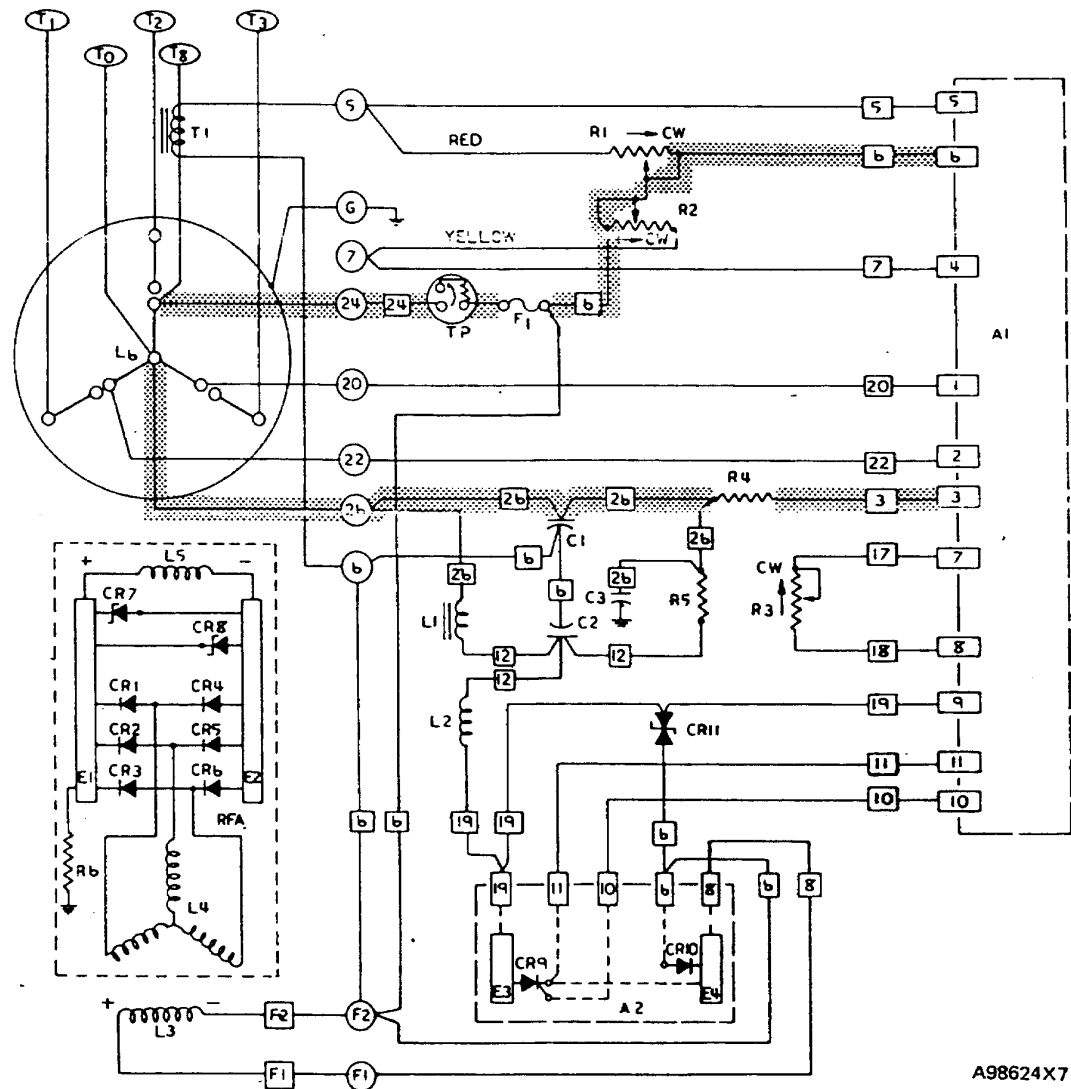 T1 T2 T3
T0 T8
T1 5 5 5
RED R1 CW 6 6
G R2
YELLOW CW
7 7 4
24 24 TP F1 6
A1
L6
20 20 1
22 22 2
26 26 26 R4 3 3
C1 26
6 6 17 7
+ L5 -
26 6 26 C3 R5 CW R3
CR7
CR8
L1 C2
12 12 18 8
12
CR1 CR4
L2 19 9
CR2 CR5
CR11
CR3 CR6
E1 E2
11 11
RFA
10 10
6 6 19 19 6
R6
L4
19 11 10 6 8 6 8
CR9 CR10
E3 E4
A2
+ L3 - F2 F2
F1 F1
A98624X7